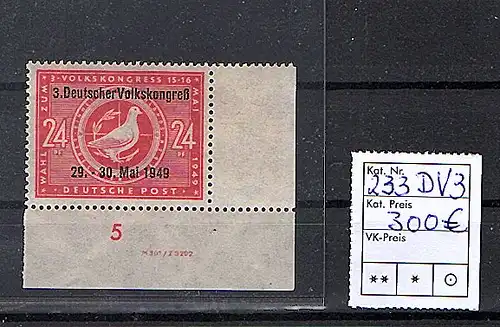 WAHL ZUM 3. VOLKSKONGRESS 15-16 MAI 1949
3. Deutscher Volkskongreß
24 24
29. - 30. Mai 1949
DEUTSCHE POST
5
Kat. Nr.
233 DV3
Kat. Preis
300€
VK-Preis
** * ⊙